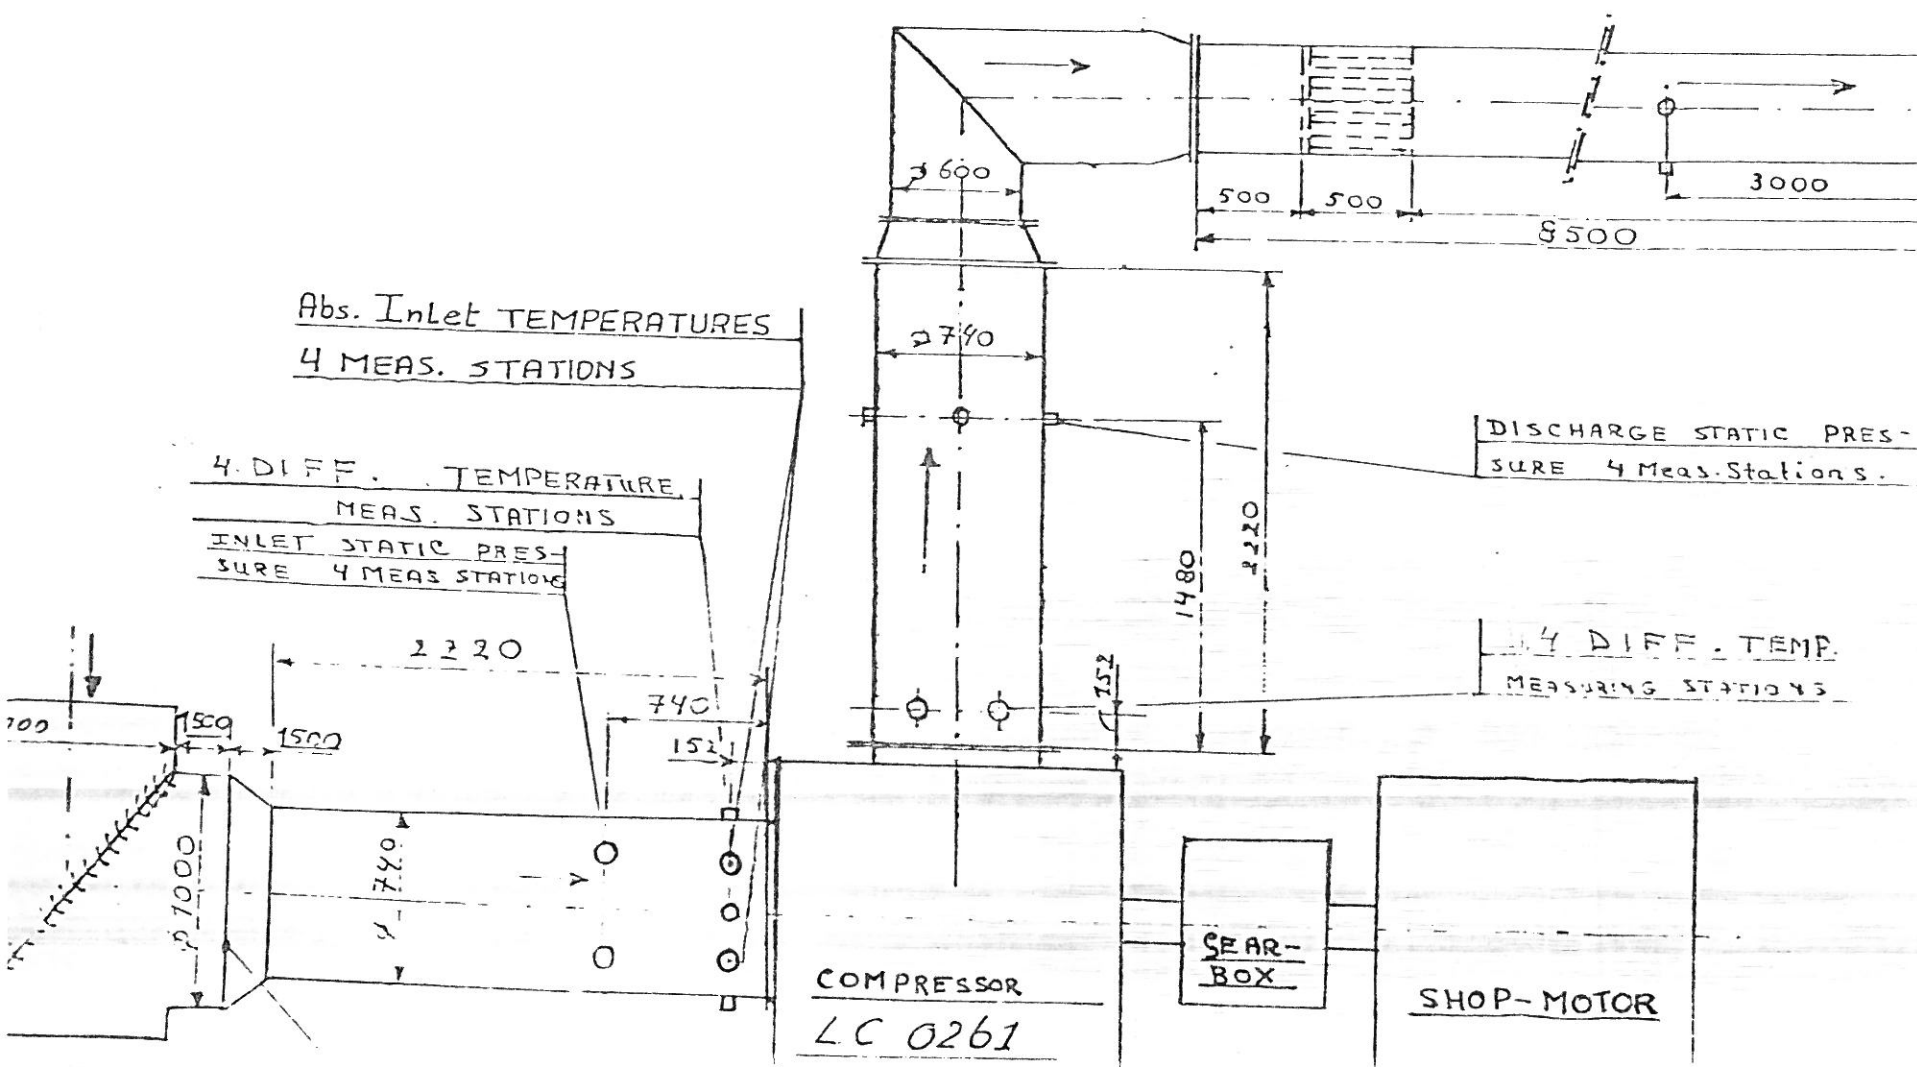 ø 600
500
500
3000
8500
Abs. InLet TEMPERATURES
4 MEAS. STATIONS
ø 740
DISCHARGE STATIC PRES-
SURE 4 Meas. Stations.
4. DIFF. TEMPERATURE
MEAS. STATIONS
INLET STATIC PRES-
SURE 4 MEAS STATIONS
2220
1480
4 DIFF. TEMP.
MEASURING STATIONS
152
2220
740
152
1500
1500
ø 1000
ø 740
COMPRESSOR
LC 0261
GEAR-
BOX
SHOP-MOTOR